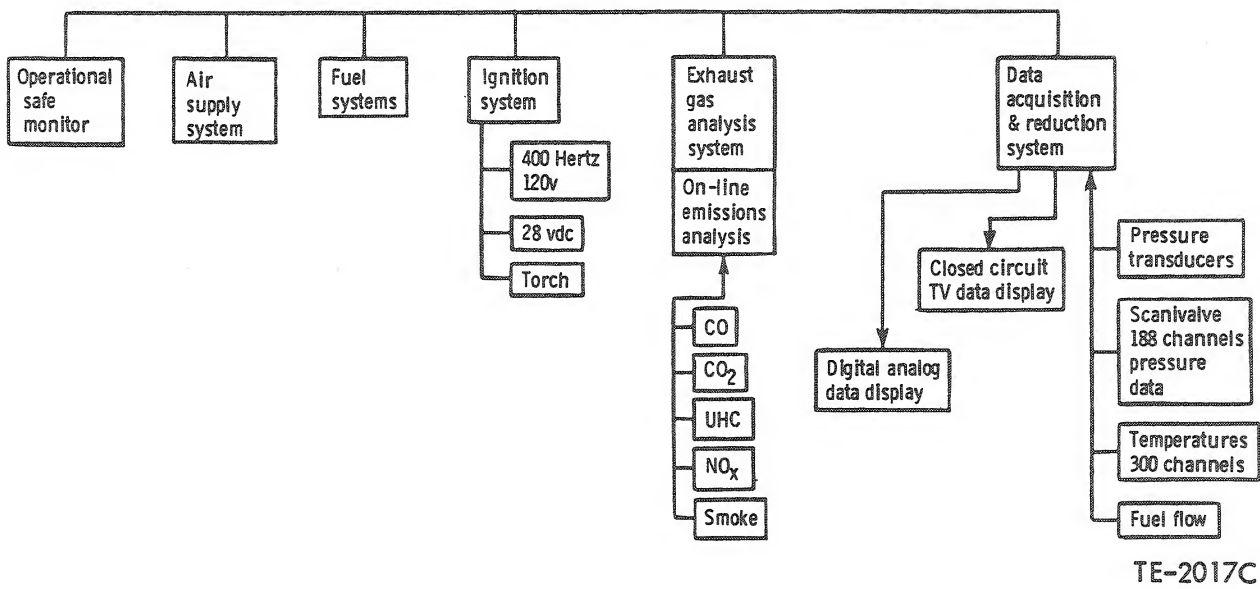 Operational
safe
monitor
Air
supply
system
Fuel
systems
Ignition
system
400 Hertz
120v
28 vdc
Torch
Exhaust
gas
analysis
system
On-line
emissions
analysis
CO
CO₂
UHC
NOₓ
Smoke
Data
acquisition
& reduction
system
Digital analog
data display
Closed circuit
TV data display
Pressure
transducers
Scanivalve
188 channels
pressure
data
Temperatures
300 channels
Fuel flow
TE-2017C